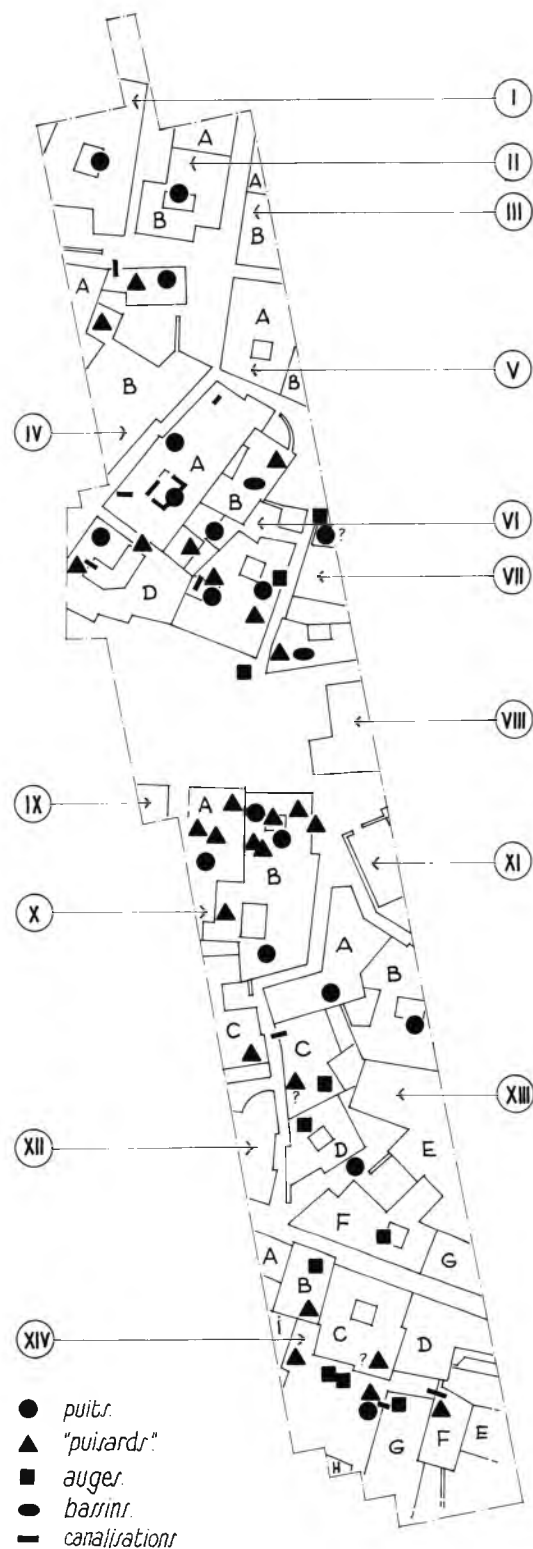 I
A
II
A
III
B
B
A
A
V
B
B
IV
A
B
VI
?
VII
D
VIII
IX
A
XI
B
X
A
B
C
C
XIII
?
XII
D
E
F
A
G
B
I
C
D
XIV
?
F
E
G
H
puits.
"puisards".
auges.
bassins.
canalisations